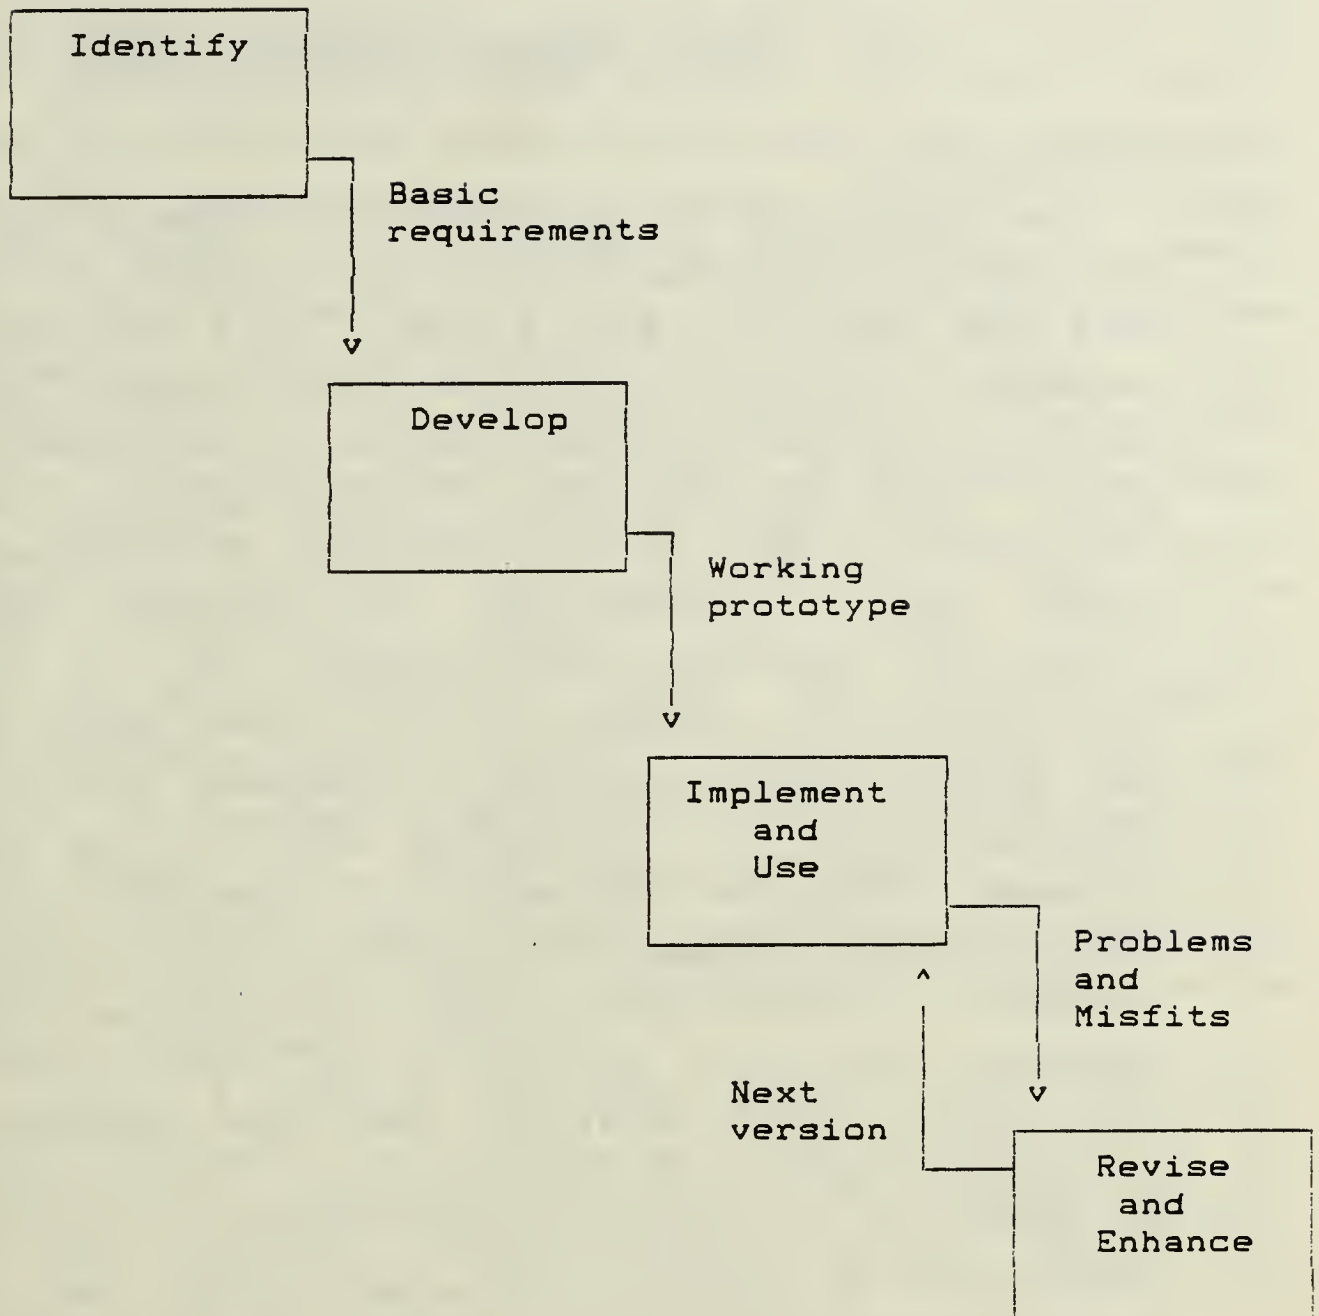 Identify
Basic
requirements
Develop
Working
prototype
Implement
and
Use
Problems
and
Misfits
Next
version
Revise
and
Enhance